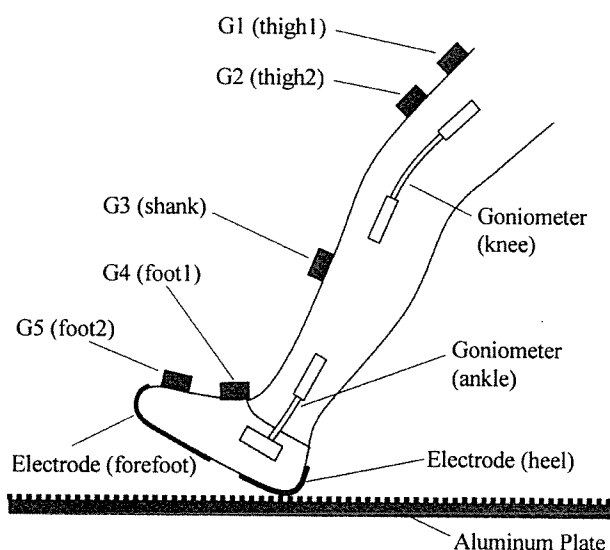 G1 (thigh1)
G2 (thigh2)
G3 (shank)
G4 (foot1)
G5 (foot2)
Goniometer
(knee)
Goniometer
(ankle)
Electrode (forefoot)
Electrode (heel)
Aluminum Plate